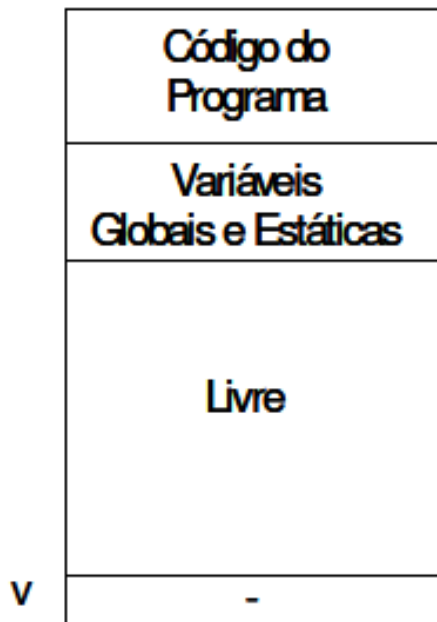 Código do
Programa
Variáveis
Globais e Estáticas
Livre
v -